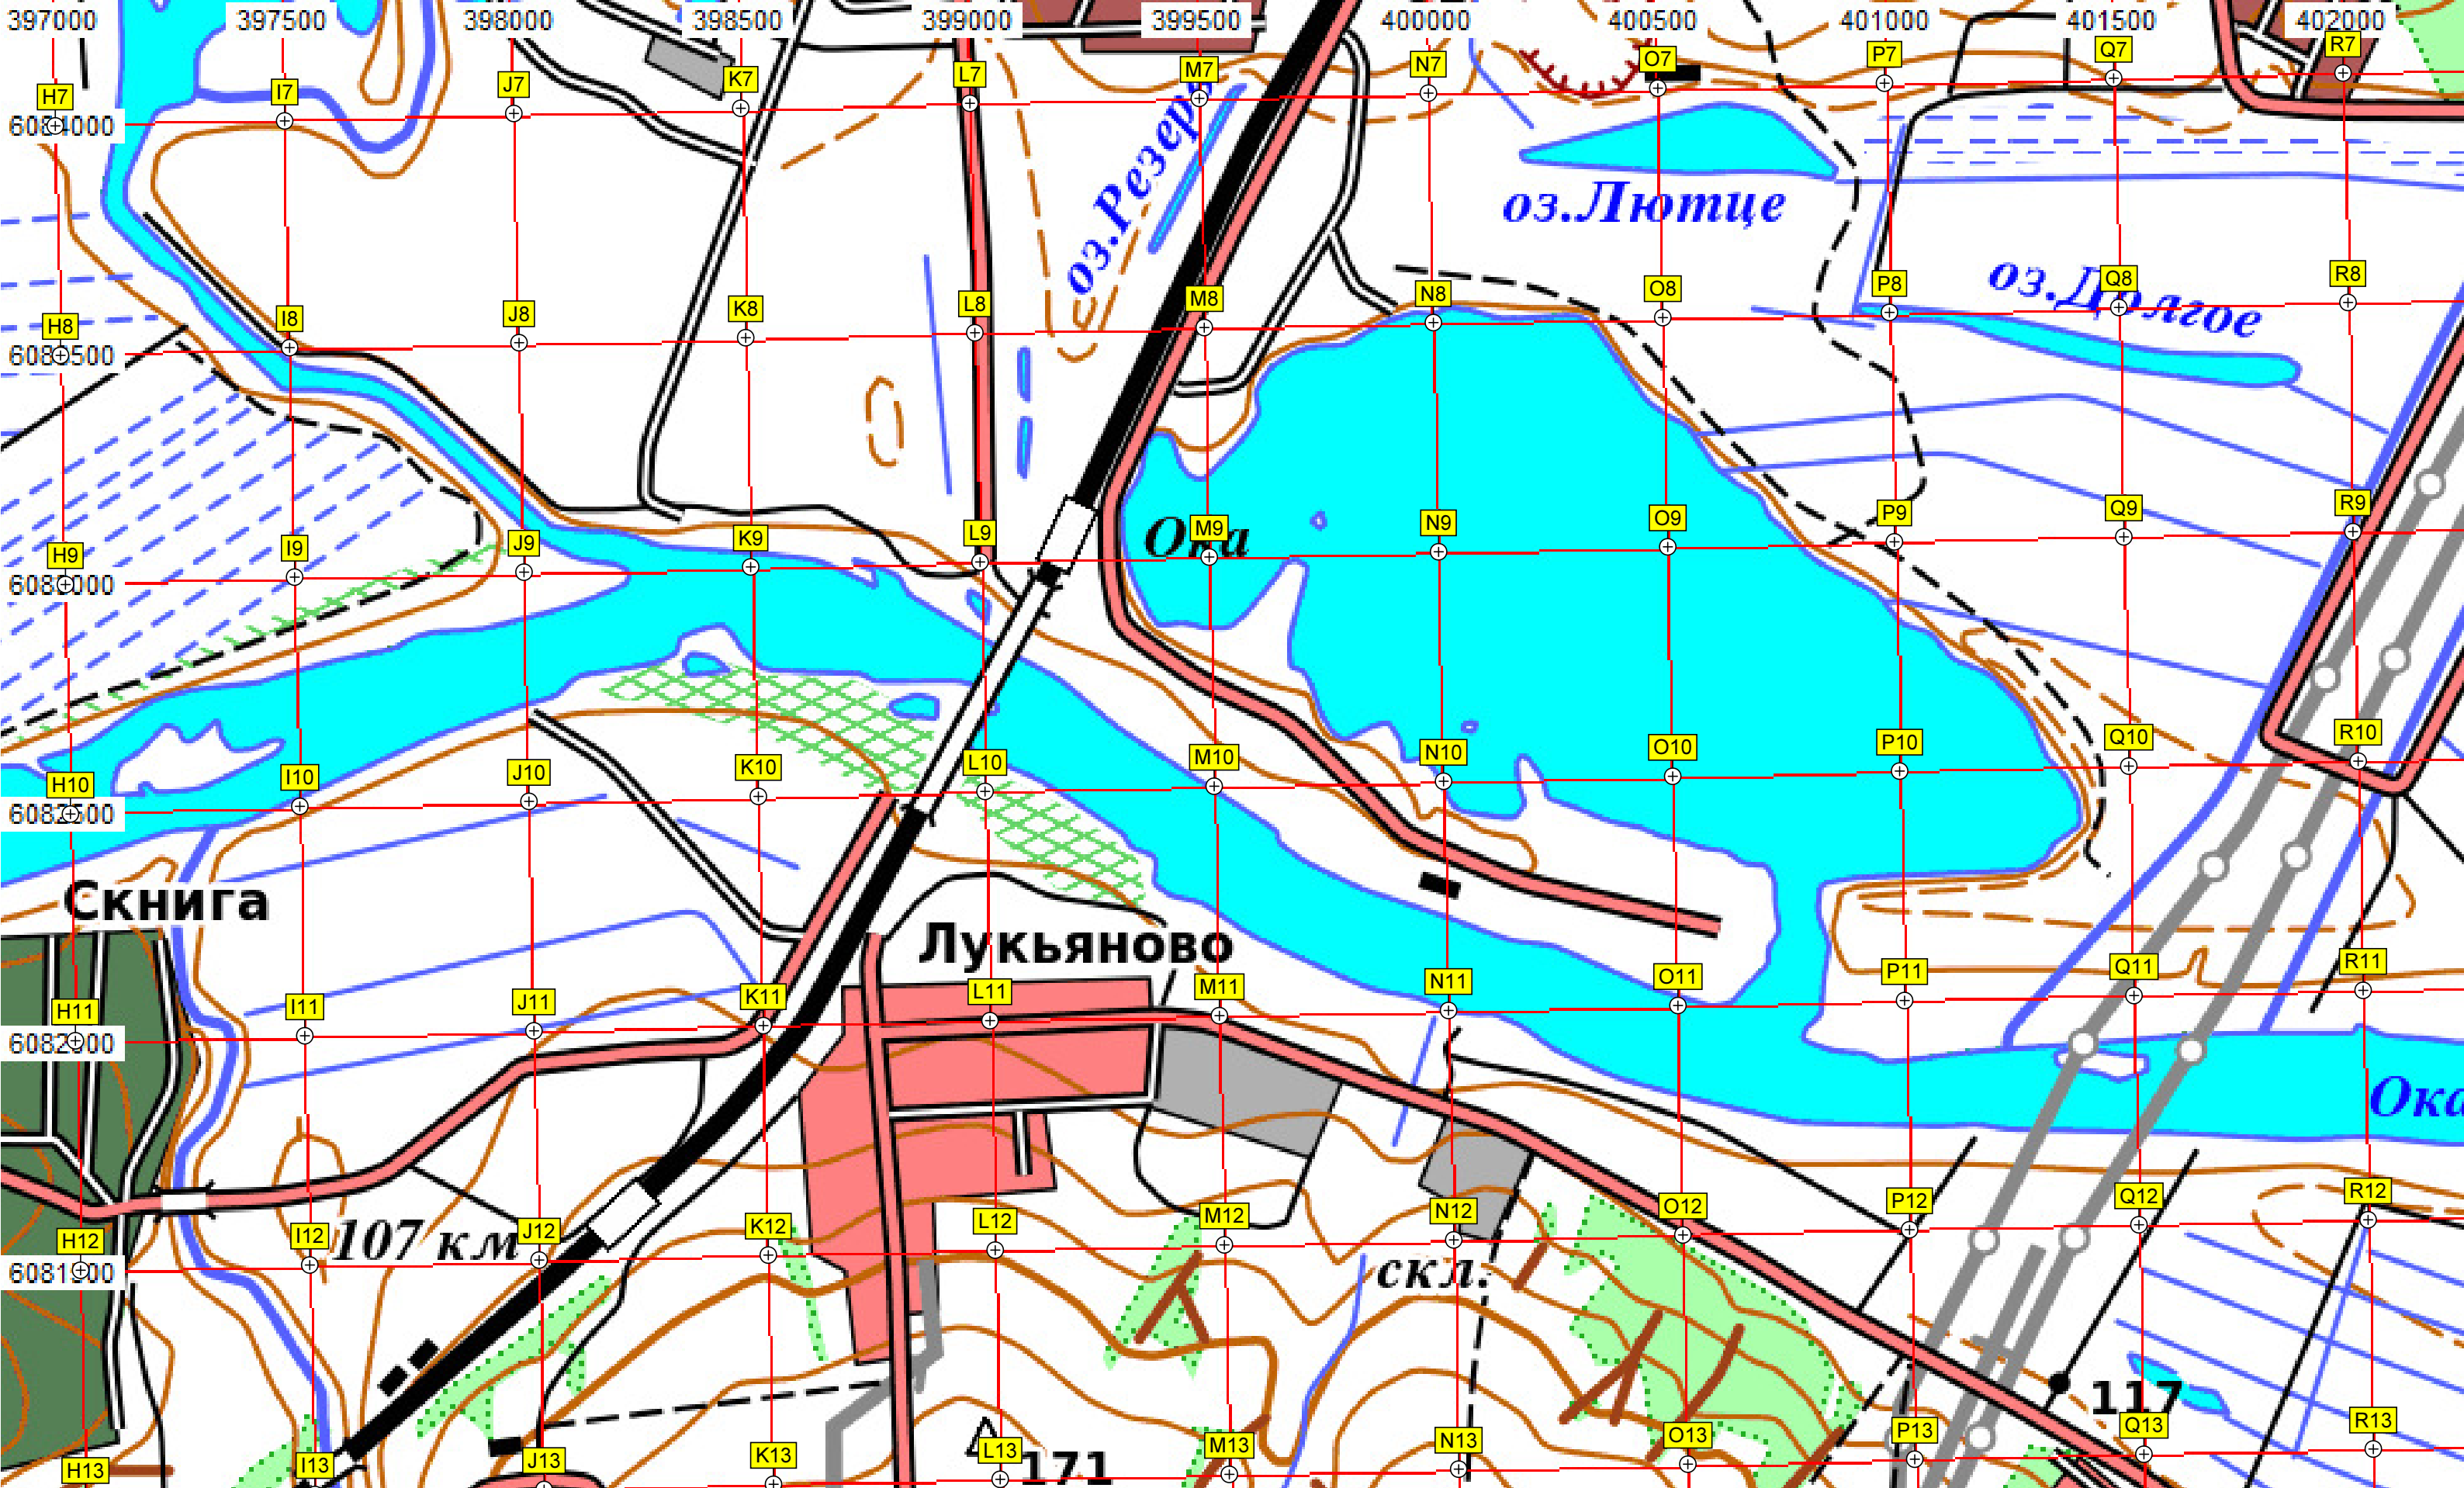 397000 397500 398000 398500 399000 399500 400000 400500 401000 401500 402000
H7 I7 J7 K7 L7 M7 N7 O7 P7 Q7 R7
оз.Лютце
оз.Долгое
H8 I8 J8 K8 L8 M8 N8 O8 P8 Q8 R8
Ока
H9 I9 J9 K9 L9 M9 N9 O9 P9 Q9 R9
H10 I10 J10 K10 L10 M10 N10 O10 P10 Q10 R10
Скнига
Лукьяново
H11 I11 J11 K11 L11 M11 N11 O11 P11 Q11 R11
Ока
H12 I12 J12 K12 L12 M12 N12 O12 P12 Q12 R12
107 км
скл.
117
H13 I13 J13 K13 L13 M13 N13 O13 P13 Q13 R13
171